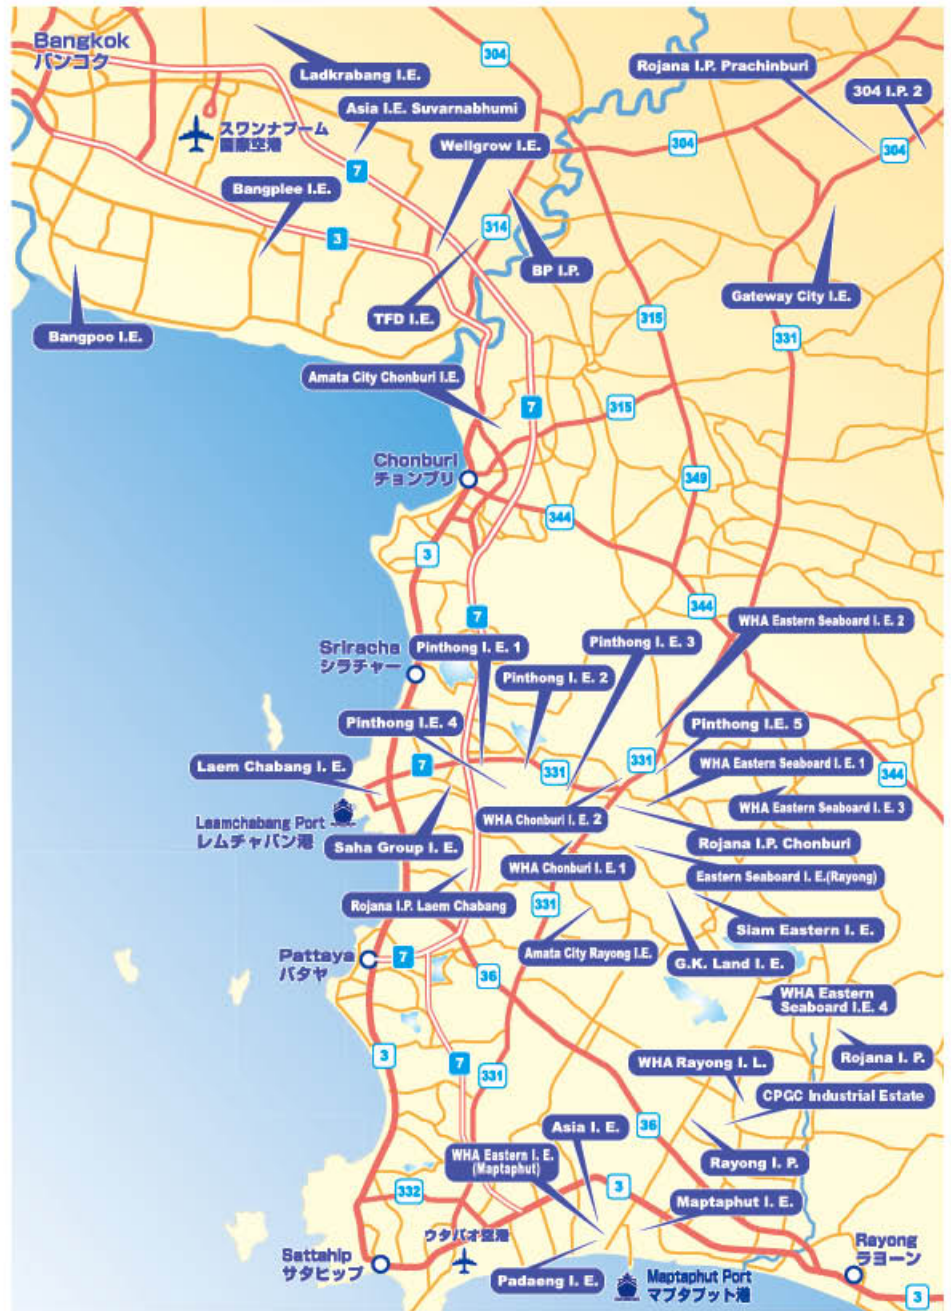 Bangkok
バンコク
304
Rojana I.P. Prachinburi
304 I.P. 2
Ladkrabang I.E.
Asia I.E. Suvarnabhumi
スワンナプーム
国際空港
Wellgrow I.E.
304
304
7
Bangplee I.E.
3
314
BP I.P.
Gateway City I.E.
TFD I.E.
315
Bangpoo I.E.
331
Amata City Chonburi I.E.
7
315
Chonburi
チョンブリ
349
344
3
344
7
WHA Eastern Seaboard I. E. 2
Sriracha
シラチャー
Pinthong I. E. 1
Pinthong I. E. 3
Pinthong I. E. 2
Pinthong I.E. 4
Pinthong I.E. 5
Laem Chabang I. E.
7
331
331
WHA Eastern Seaboard I.E. 1
344
WHA Eastern Seaboard I.E. 3
Laamchabang Port
レムチャバン港
WHA Chonburi I. E. 2
Saha Group I. E.
Rojana I.P. Chonburi
WHA Chonburi I. E. 1
Eastern Seaboard I. E.(Rayong)
Rojana I.P. Laem Chabang
331
Siam Eastern I. E.
Pattaya
パタヤ
7
Amata City Rayong I.E.
G.K. Land I. E.
36
WHA Eastern
Seaboard I.E. 4
3
7
331
WHA Rayong I. L.
Rojana I. P.
CPGC Industrial Estate
Asia I. E.
36
WHA Eastern I. E.
(Maptaphut)
Rayong I. P.
332
3
Maptaphut I. E.
ウタパオ空港
Sattahip
サタヒップ
Rayong
ラヨーン
Padaeng I. E.
Maptaphut Port
マプタプット港
3